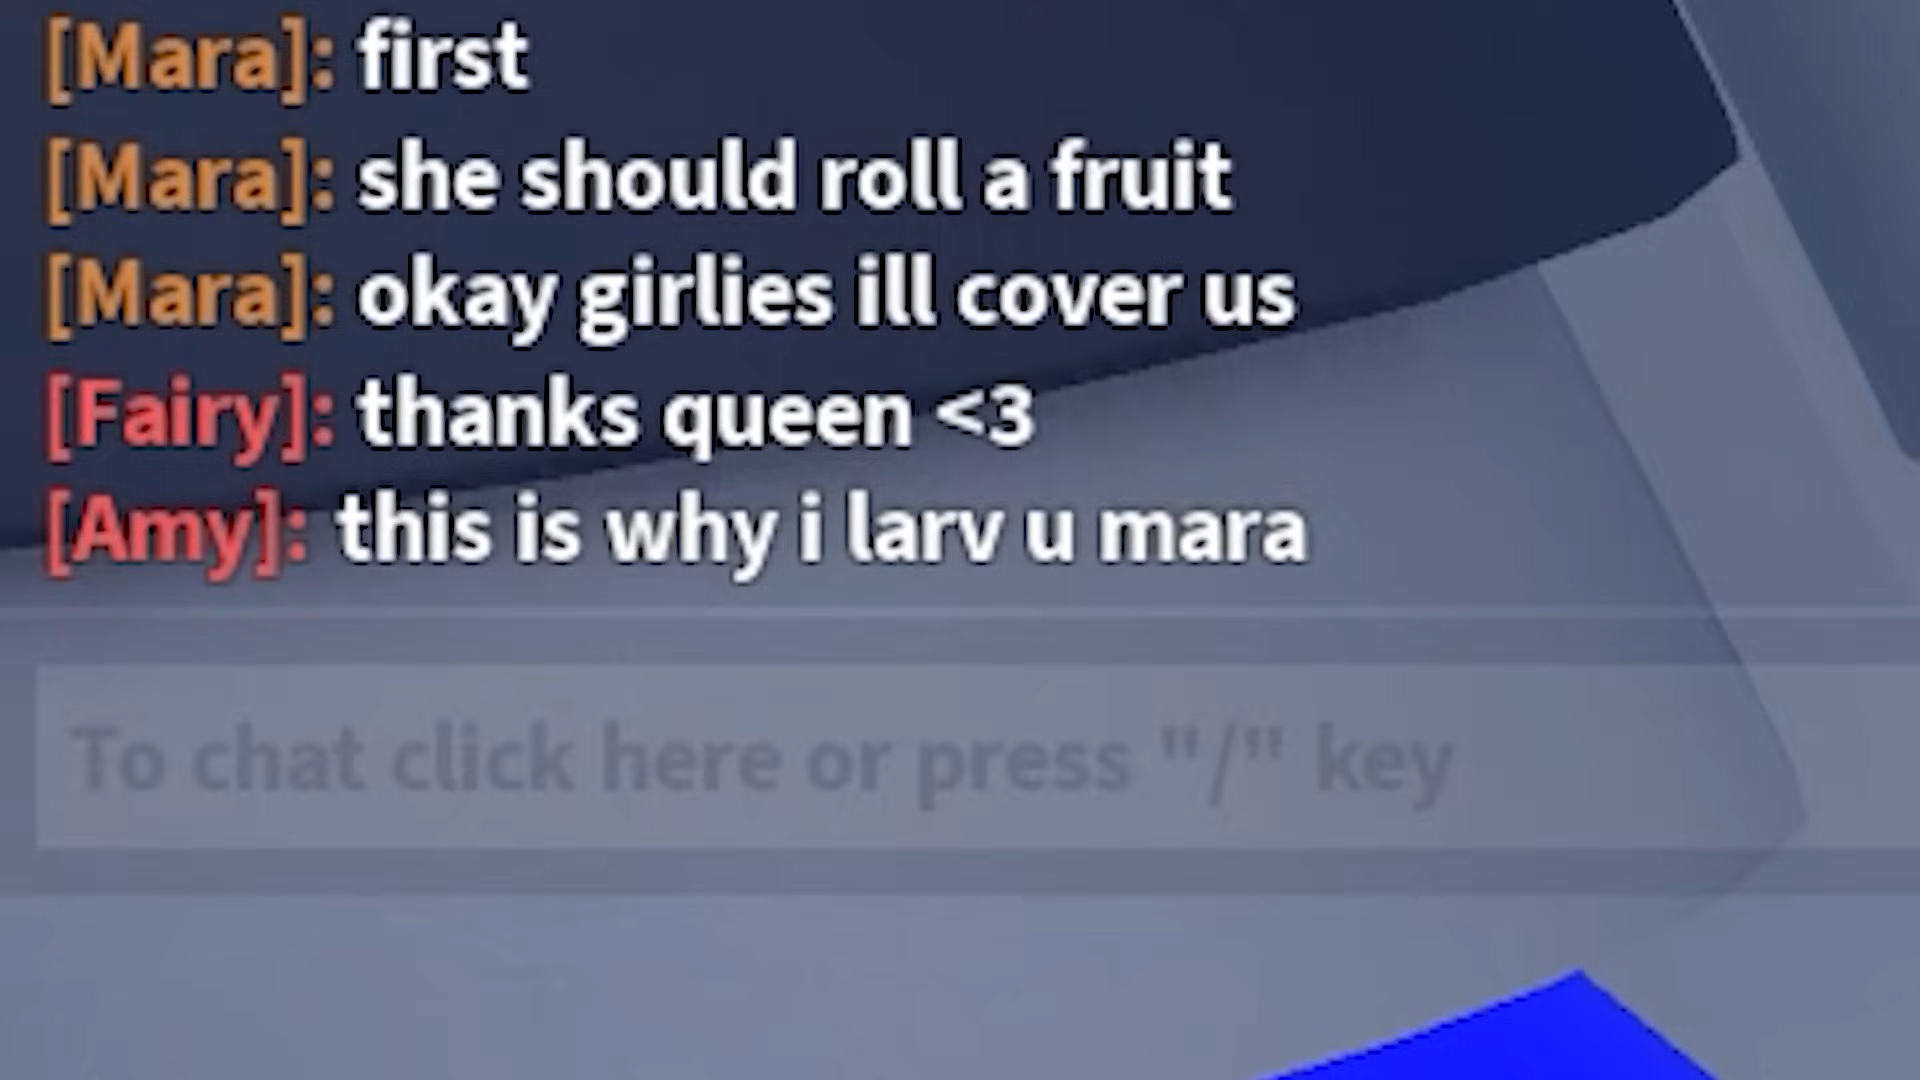 [Mara]: first
[Mara]: she should roll a fruit
[Mara]: okay girlies ill cover us
[Fairy]: thanks queen <3
[Amy]: this is why i larv u mara
To chat click here or press "/" key